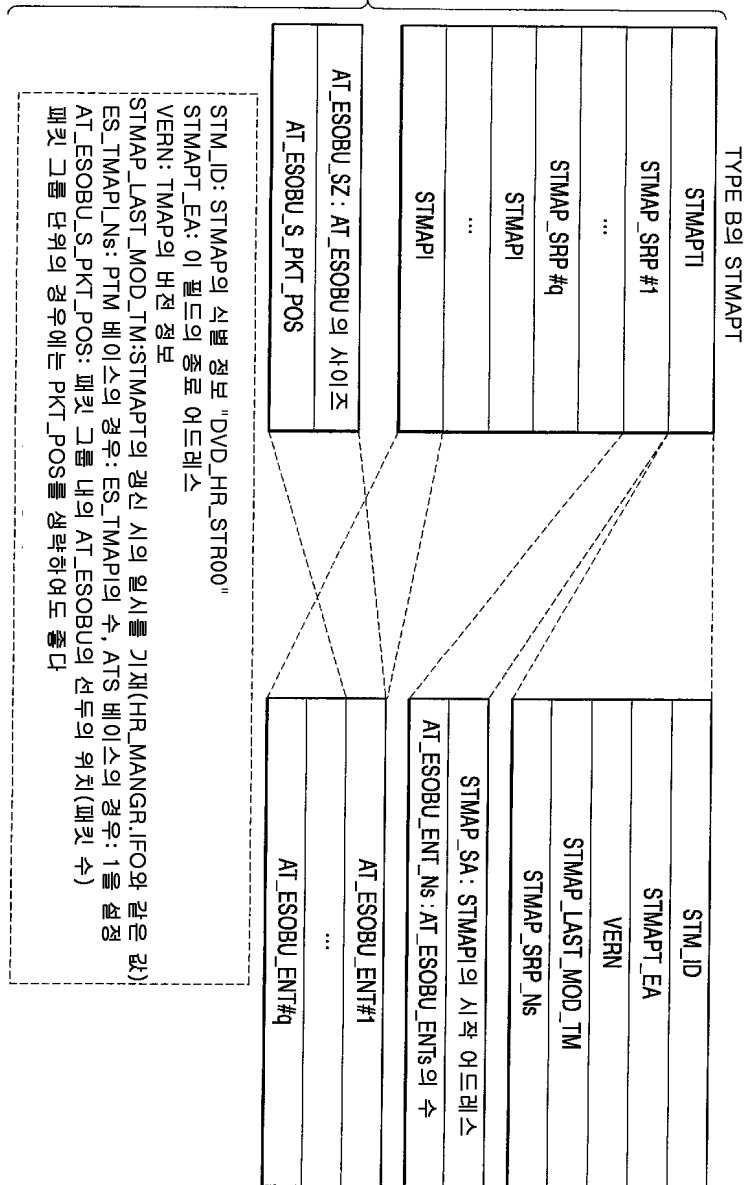 TYPE B의 STMAPT
STMAPTI
STMAP_SRP #1
...
STMAP_SRP #q
STMAPI
...
STMAPI
STM_ID
STMAPT_EA
VERN
STMAP_LAST_MOD_TM
STMAP_SRP_Ns
STMAP_SA : STMAPI의 시작 어드레스
AT_ESOBU_ENT_Ns : AT_ESOBU_ENTs의 수
AT_ESOBU_SZ : AT_ESOBU의 사이즈
AT_ESOBU_S_PKT_POS
AT_ESOBU_ENT#1
...
AT_ESOBU_ENT#q
STM_ID: STMAP의 식별 정보 "DVD_HR_STR00"
STMAPT_EA: 이 필드의 종료 어드레스
VERN: TMAP의 버전 정보
STMAP_LAST_MOD_TM:STMAPT의 갱신 시의 일시를 기재(HR_MANGR.IFO와 같은 값)
ES_TMAPI_Ns: PTM 베이스의 경우: ES_TMAPI의 수, ATS 베이스의 경우: 1을 설정
AT_ESOBU_S_PKT_POS: 패킷 그룹 내의 AT_ESOBU의 선두의 위치(패킷 수)
패킷 그룹 단위의 경우에는 PKT_POS를 생략하여도 좋다